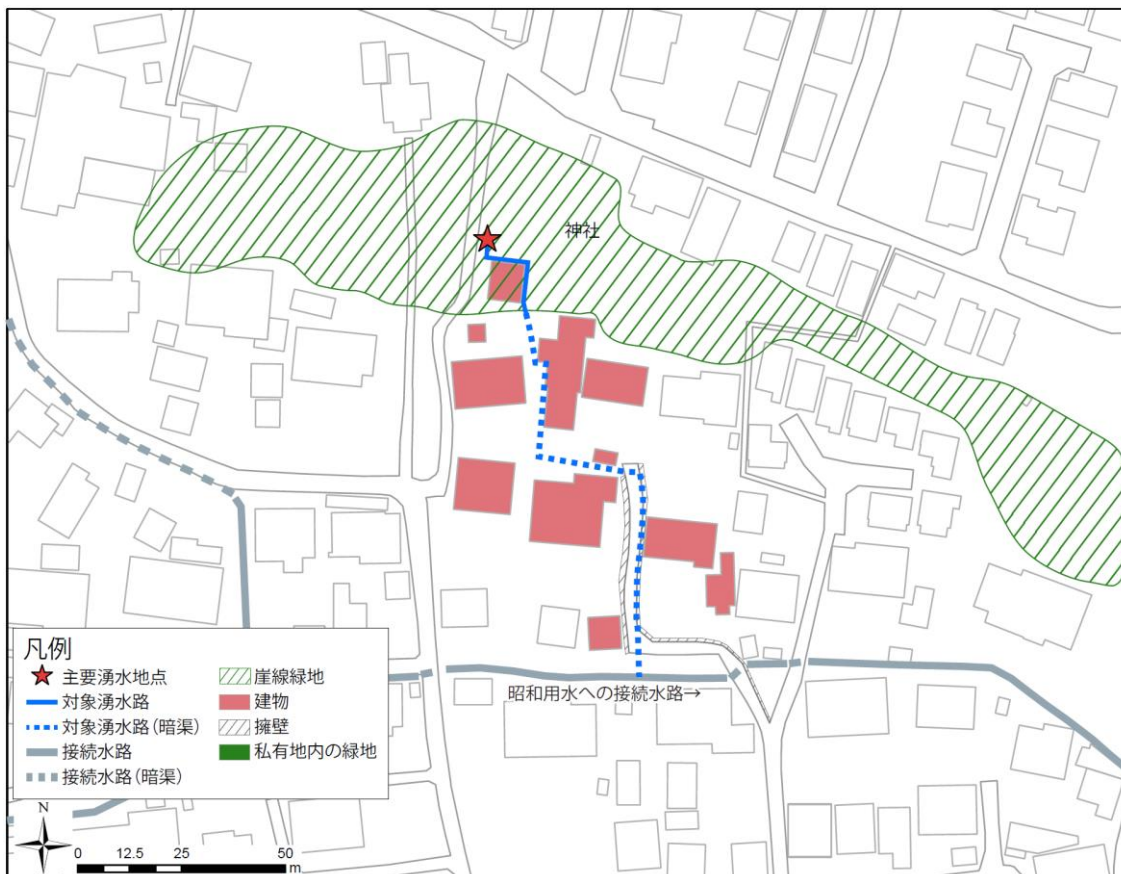 神社
昭和用水への接続水路→
凡例
主要湧水地点
対象湧水路
対象湧水路(暗渠)
接続水路
接続水路(暗渠)
崖線緑地
建物
擁壁
私有地内の緑地
N
0 12.5 25 50
m